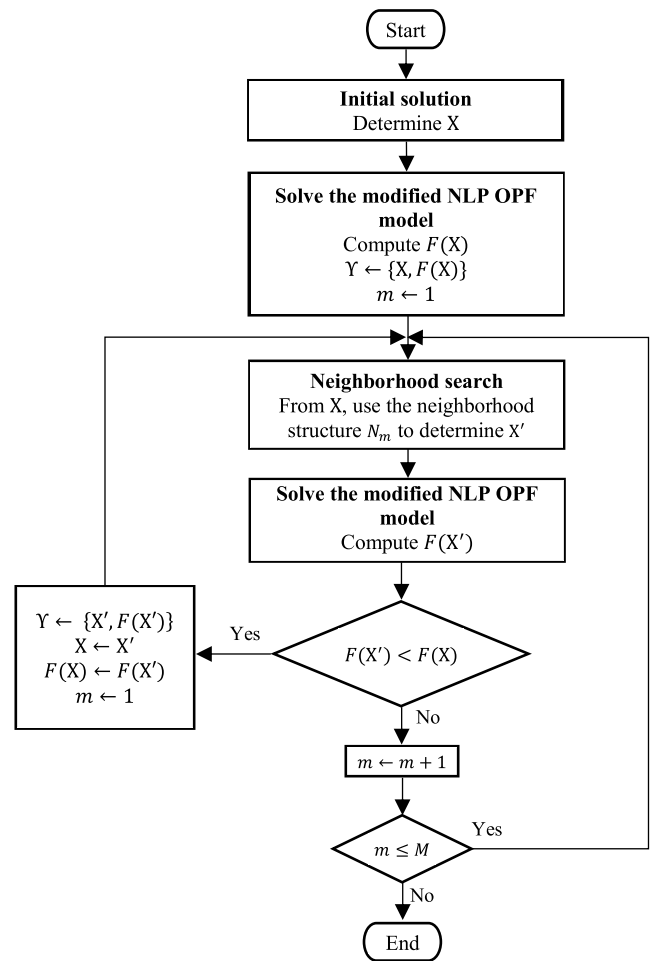 Start
Initial solution
Determine X
Solve the modified NLP OPF
model
Compute F(X)
ϒ ← {X, F(X)}
m ← 1
Neighborhood search
From X, use the neighborhood
structure Nₘ to determine X′
Solve the modified NLP OPF
model
Compute F(X′)
F(X′) < F(X)
Yes
ϒ ← {X′, F(X′)}
X ← X′
F(X) ← F(X′)
m ← 1
No
m ← m + 1
m ≤ M
Yes
No
End